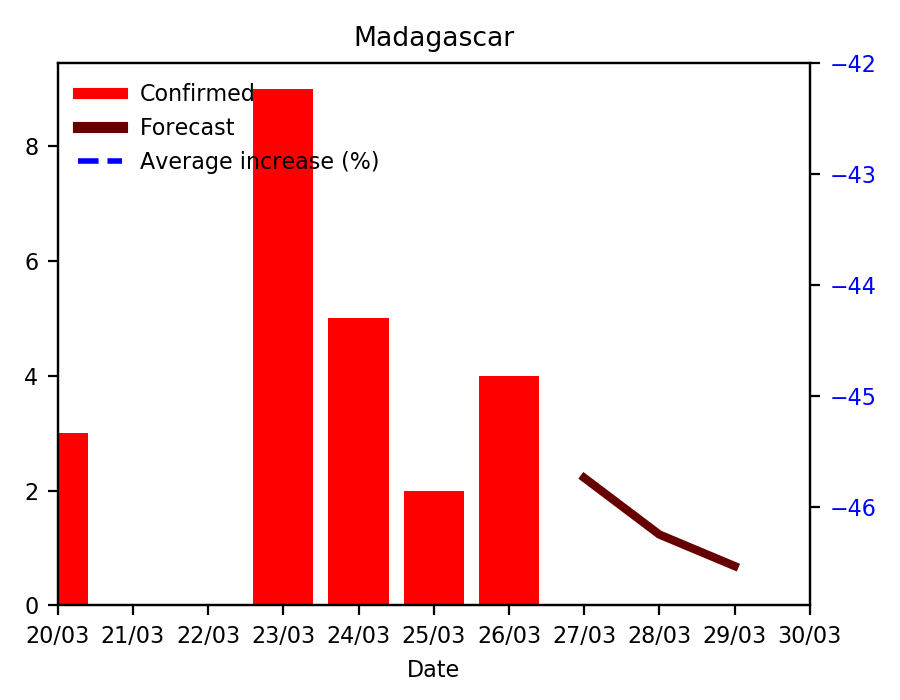 Madagascar
Confirmed
Forecast
Average increase (%)
8
6
4
2
0
−42
−43
−44
−45
−46
20/03 21/03 22/03 23/03 24/03 25/03 26/03 27/03 28/03 29/03 30/03
Date